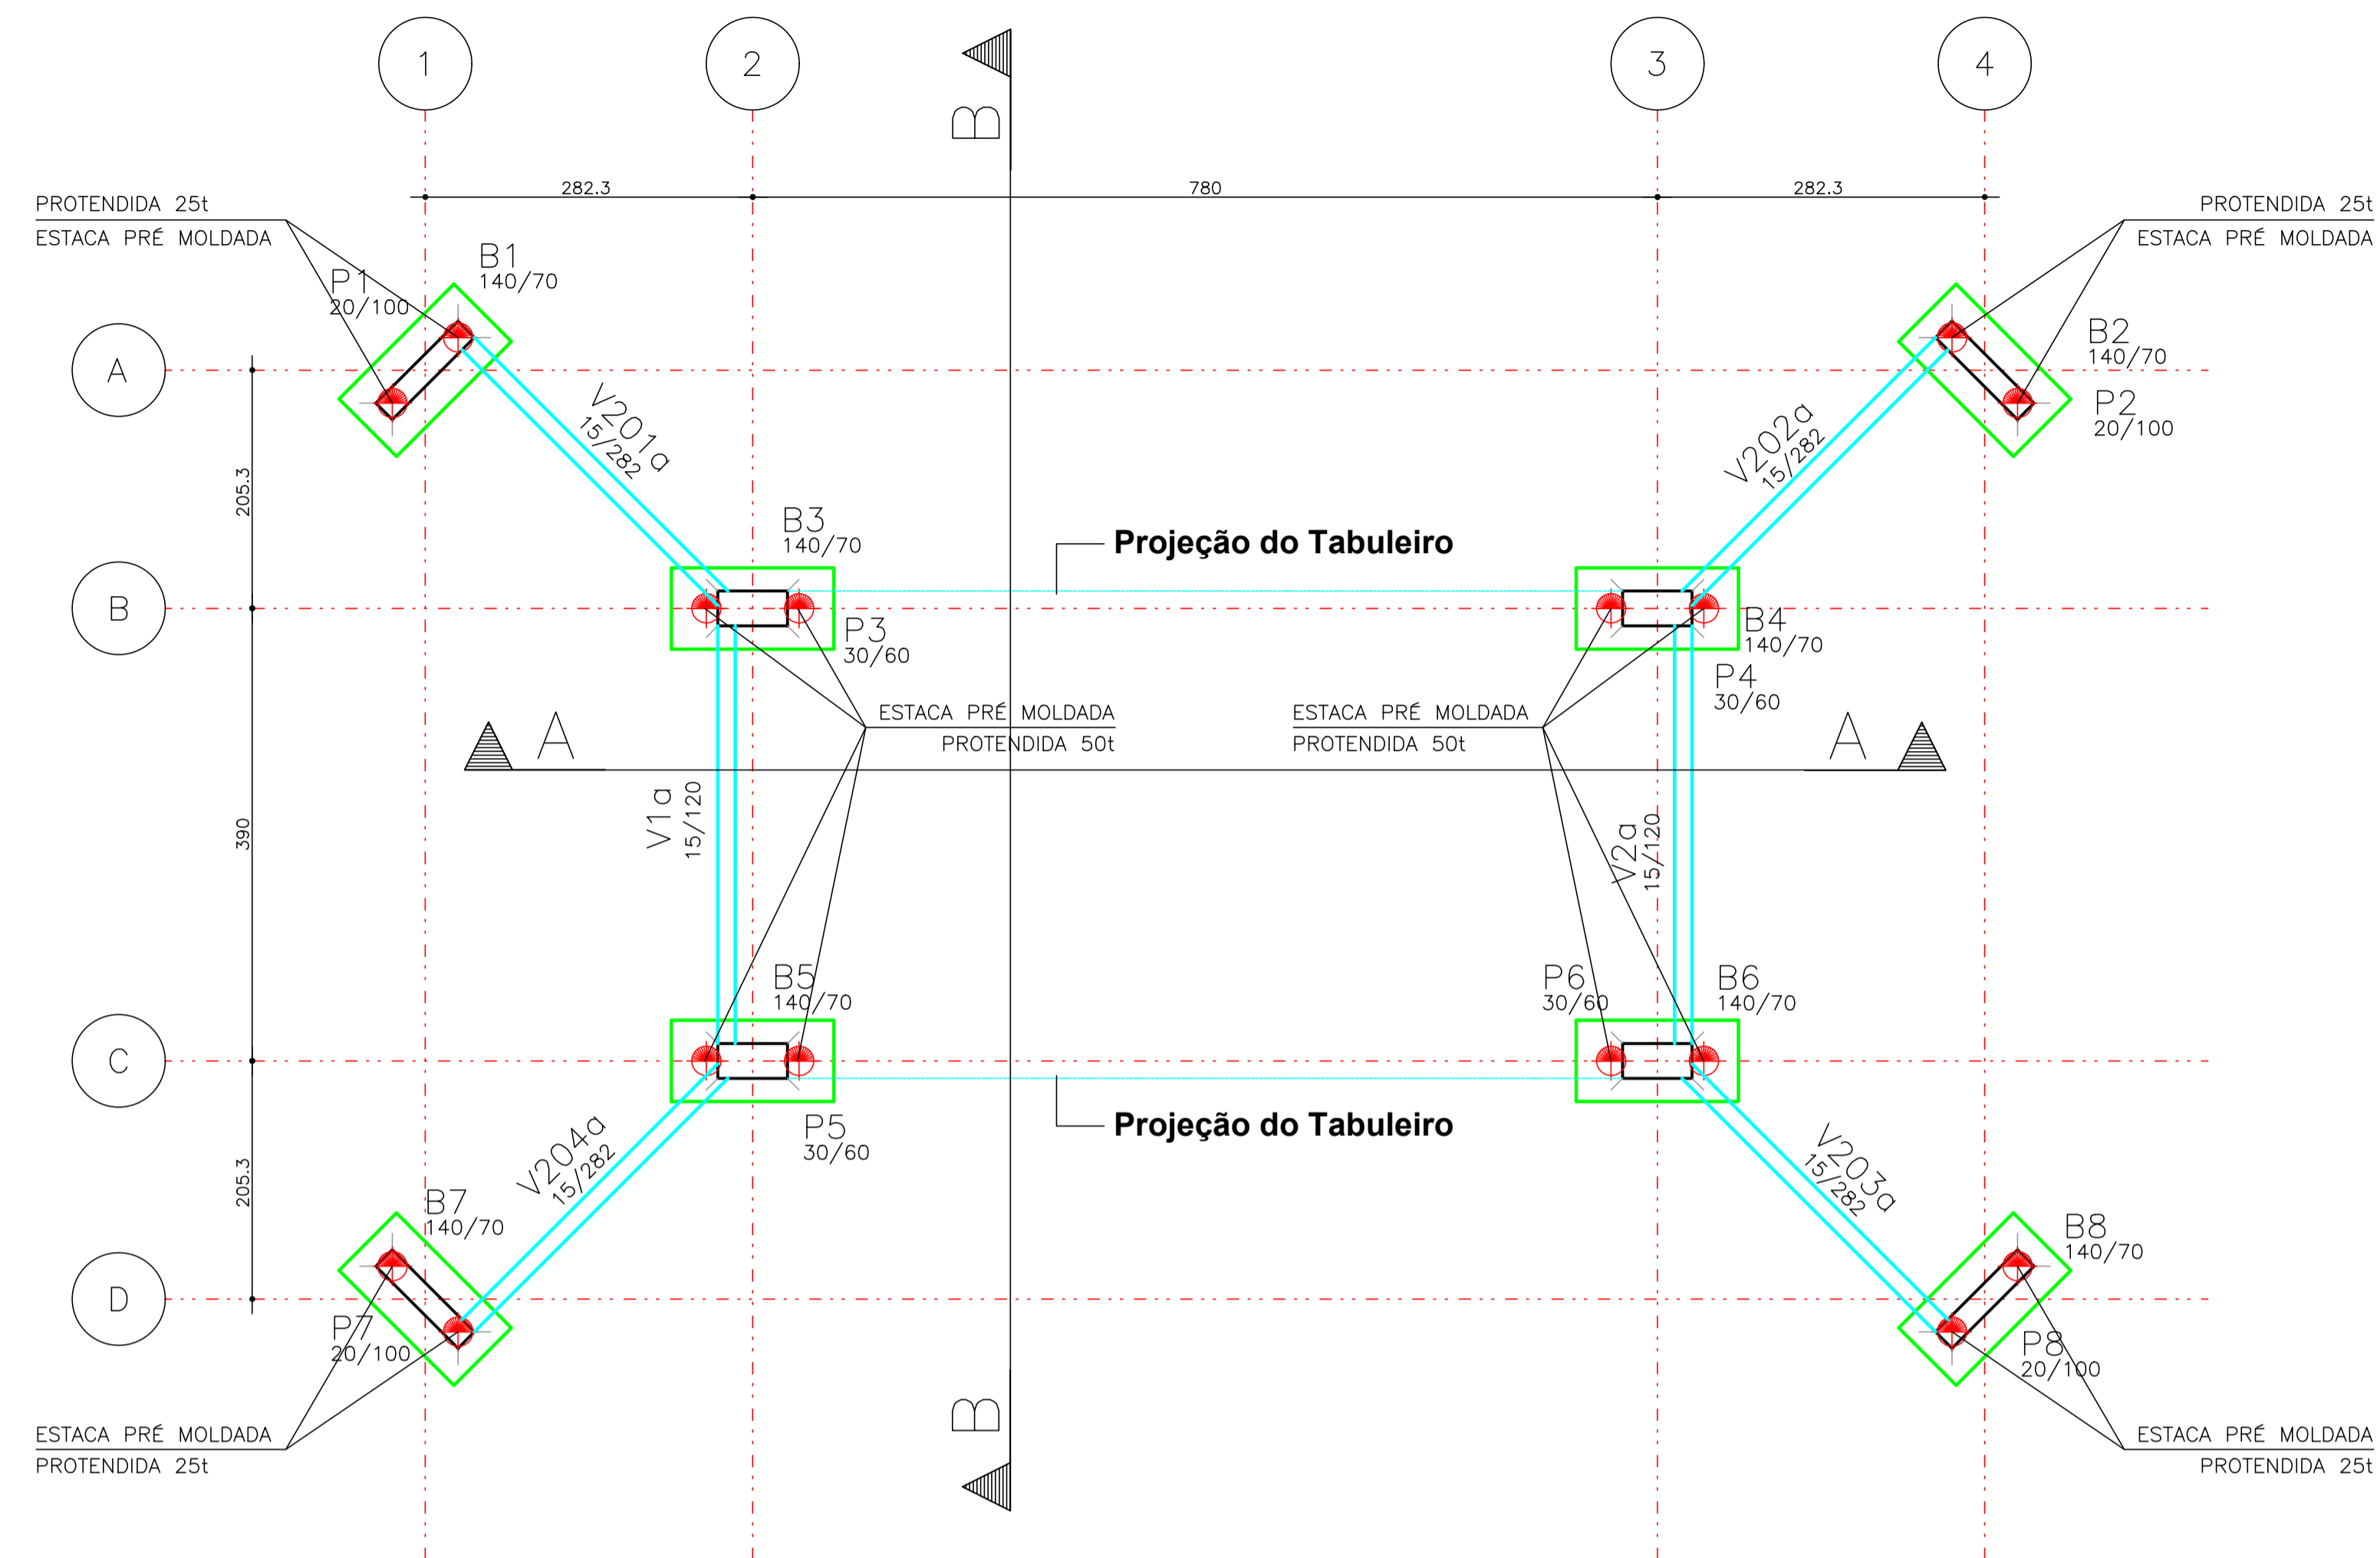 1
2
3
4
B
282.3
780
282.3
PROTENDIDA 25t
ESTACA PRÉ MOLDADA
PROTENDIDA 25t
ESTACA PRÉ MOLDADA
P1
20/100
B1
140/70
B2
140/70
P2
20/100
A
205.3
V201a
15/282
V202a
15/282
B3
140/70
Projeção do Tabuleiro
B
P3
30/60
B4
140/70
P4
30/60
ESTACA PRÉ MOLDADA
PROTENDIDA 50t
ESTACA PRÉ MOLDADA
PROTENDIDA 50t
A
A
390
V1a
15/120
V2a
15/120
B5
140/70
P6
30/60
B6
140/70
C
Projeção do Tabuleiro
P5
30/60
205.3
V204a
15/282
V203a
15/282
B7
140/70
B8
140/70
D
P7
20/100
P8
20/100
B
ESTACA PRÉ MOLDADA
PROTENDIDA 25t
ESTACA PRÉ MOLDADA
PROTENDIDA 25t